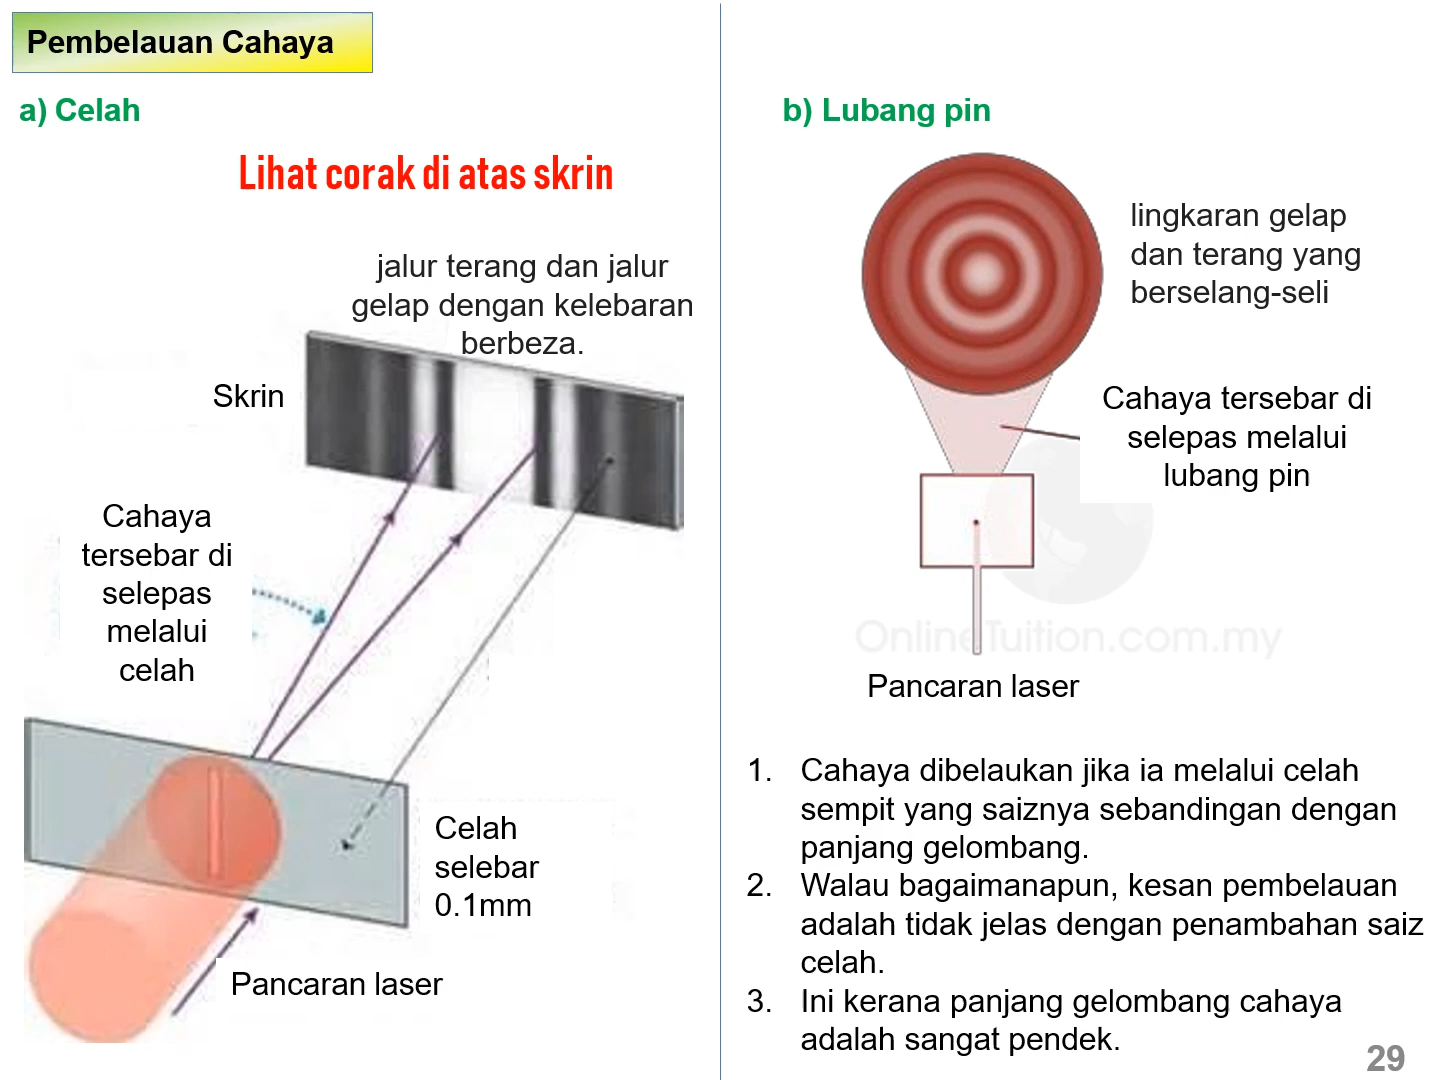 Pembelauan Cahaya
a) Celah
Lihat corak di atas skrin
jalur terang dan jalur
gelap dengan kelebaran
berbeza.
Skrin
Cahaya
tersebar di
selepas
melalui
celah
Celah
selebar
0.1mm
Pancaran laser
b) Lubang pin
lingkaran gelap
dan terang yang
berselang-seli
Cahaya tersebar di
selepas melalui
lubang pin
OnlineTuition.com.my
Pancaran laser
1. Cahaya dibelaukan jika ia melalui celah
sempit yang saiznya sebandingan dengan
panjang gelombang.
2. Walau bagaimanapun, kesan pembelauan
adalah tidak jelas dengan penambahan saiz
celah.
3. Ini kerana panjang gelombang cahaya
adalah sangat pendek.
29